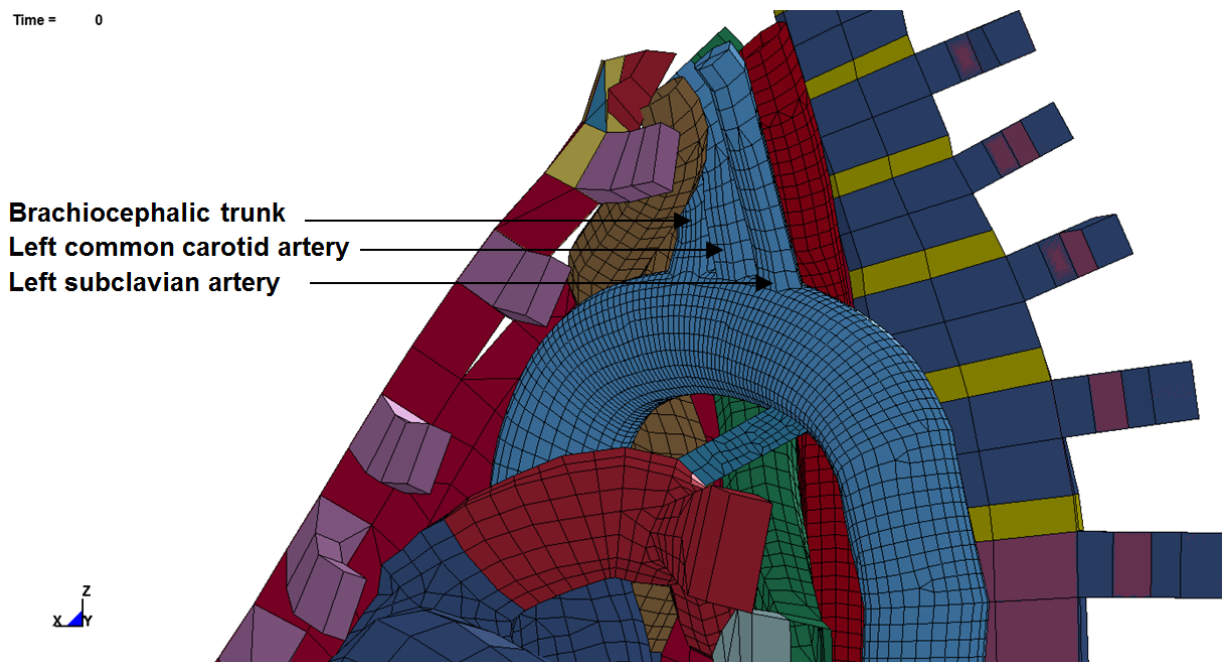 Time = 0
Brachiocephalic trunk
Left common carotid artery
Left subclavian artery
Z
X Y